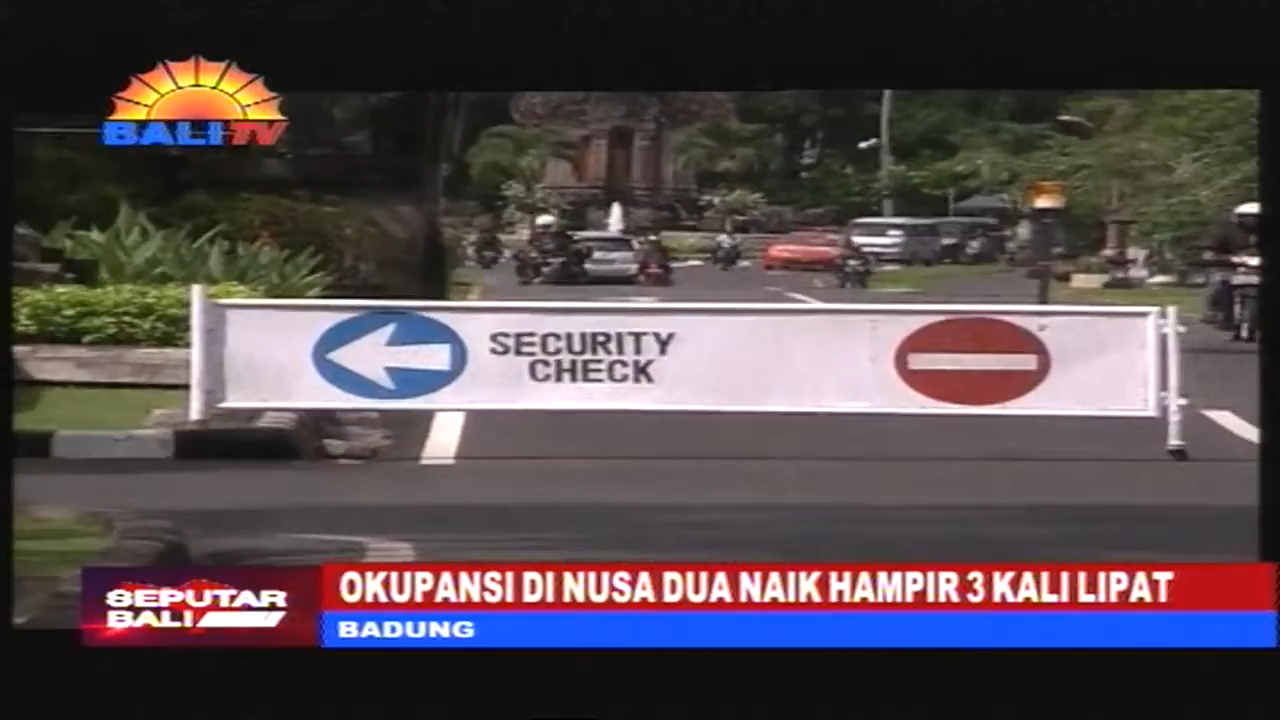 BALI TV
SECURITY
CHECK
OKUPANSI DI NUSA DUA NAIK HAMPIR 3 KALI LIPAT
SEPUTAR
BALI
BADUNG